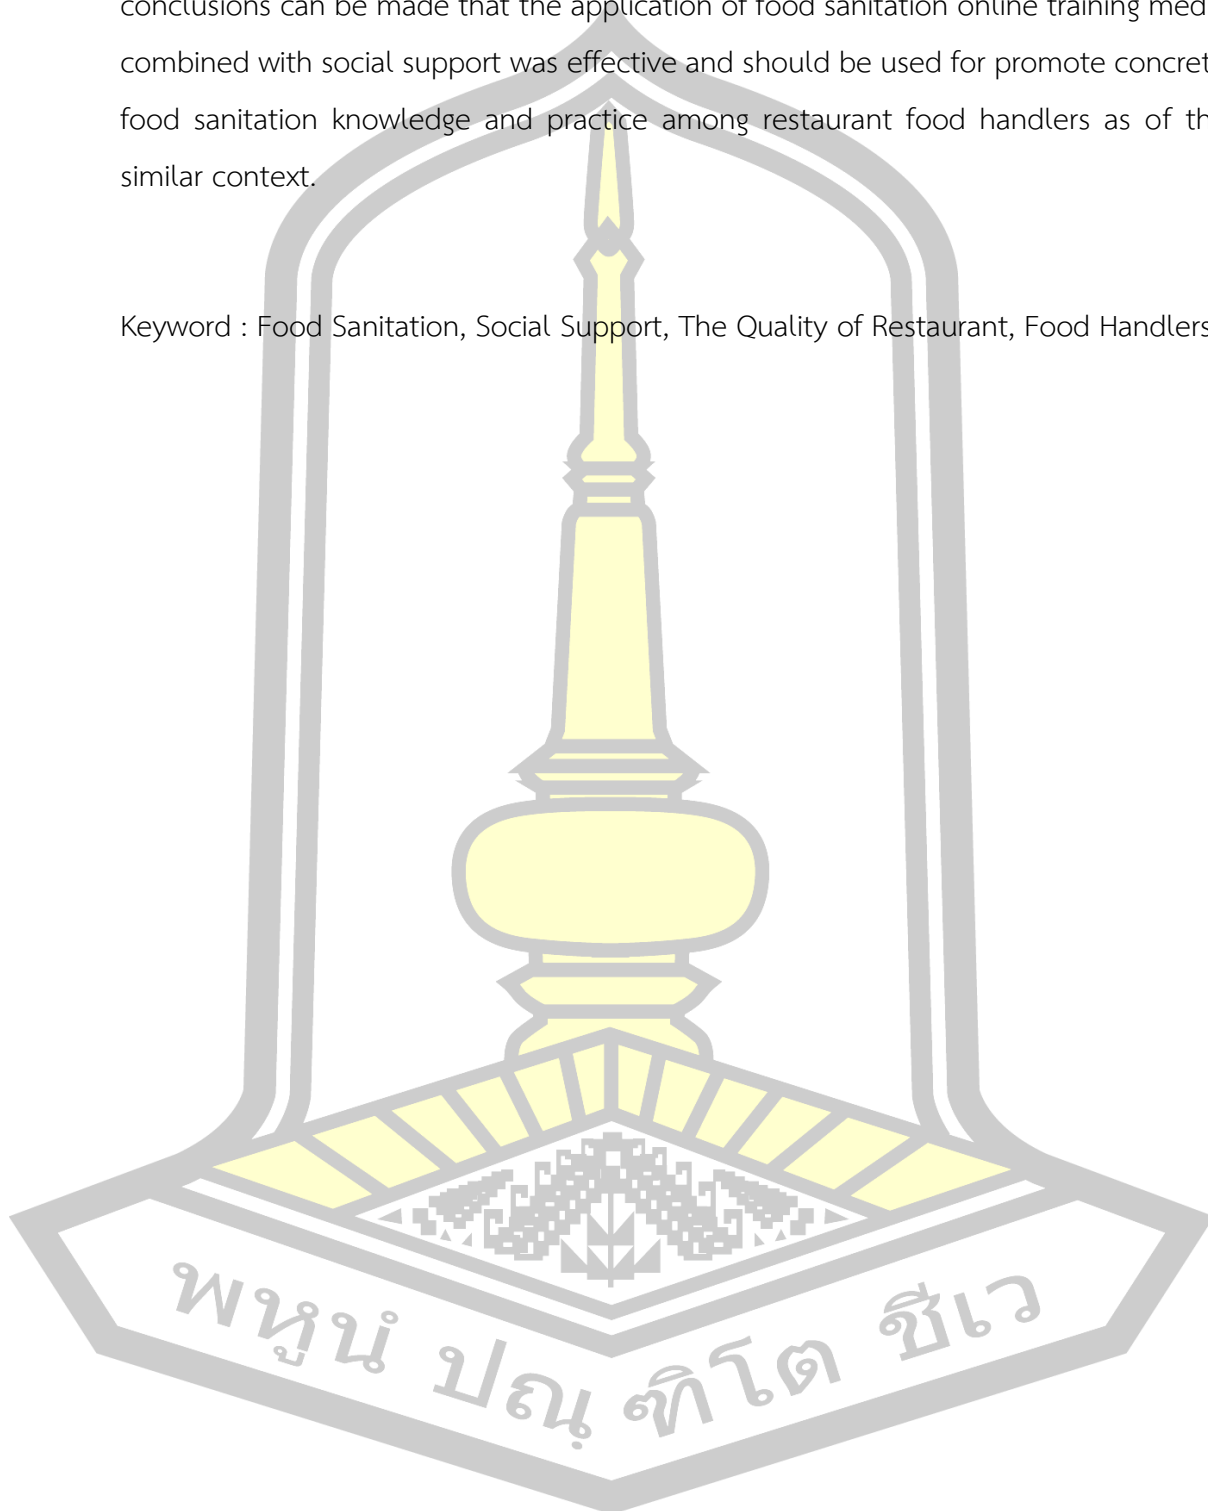 conclusions can be made that the application of food sanitation online training med
combined with social support was effective and should be used for promote concret
food sanitation knowledge and practice among restaurant food handlers as of th
similar context.
Keyword : Food Sanitation, Social Support, The Quality of Restaurant, Food Handlers
พหูนํ ปณฺฑิโต ชีเว